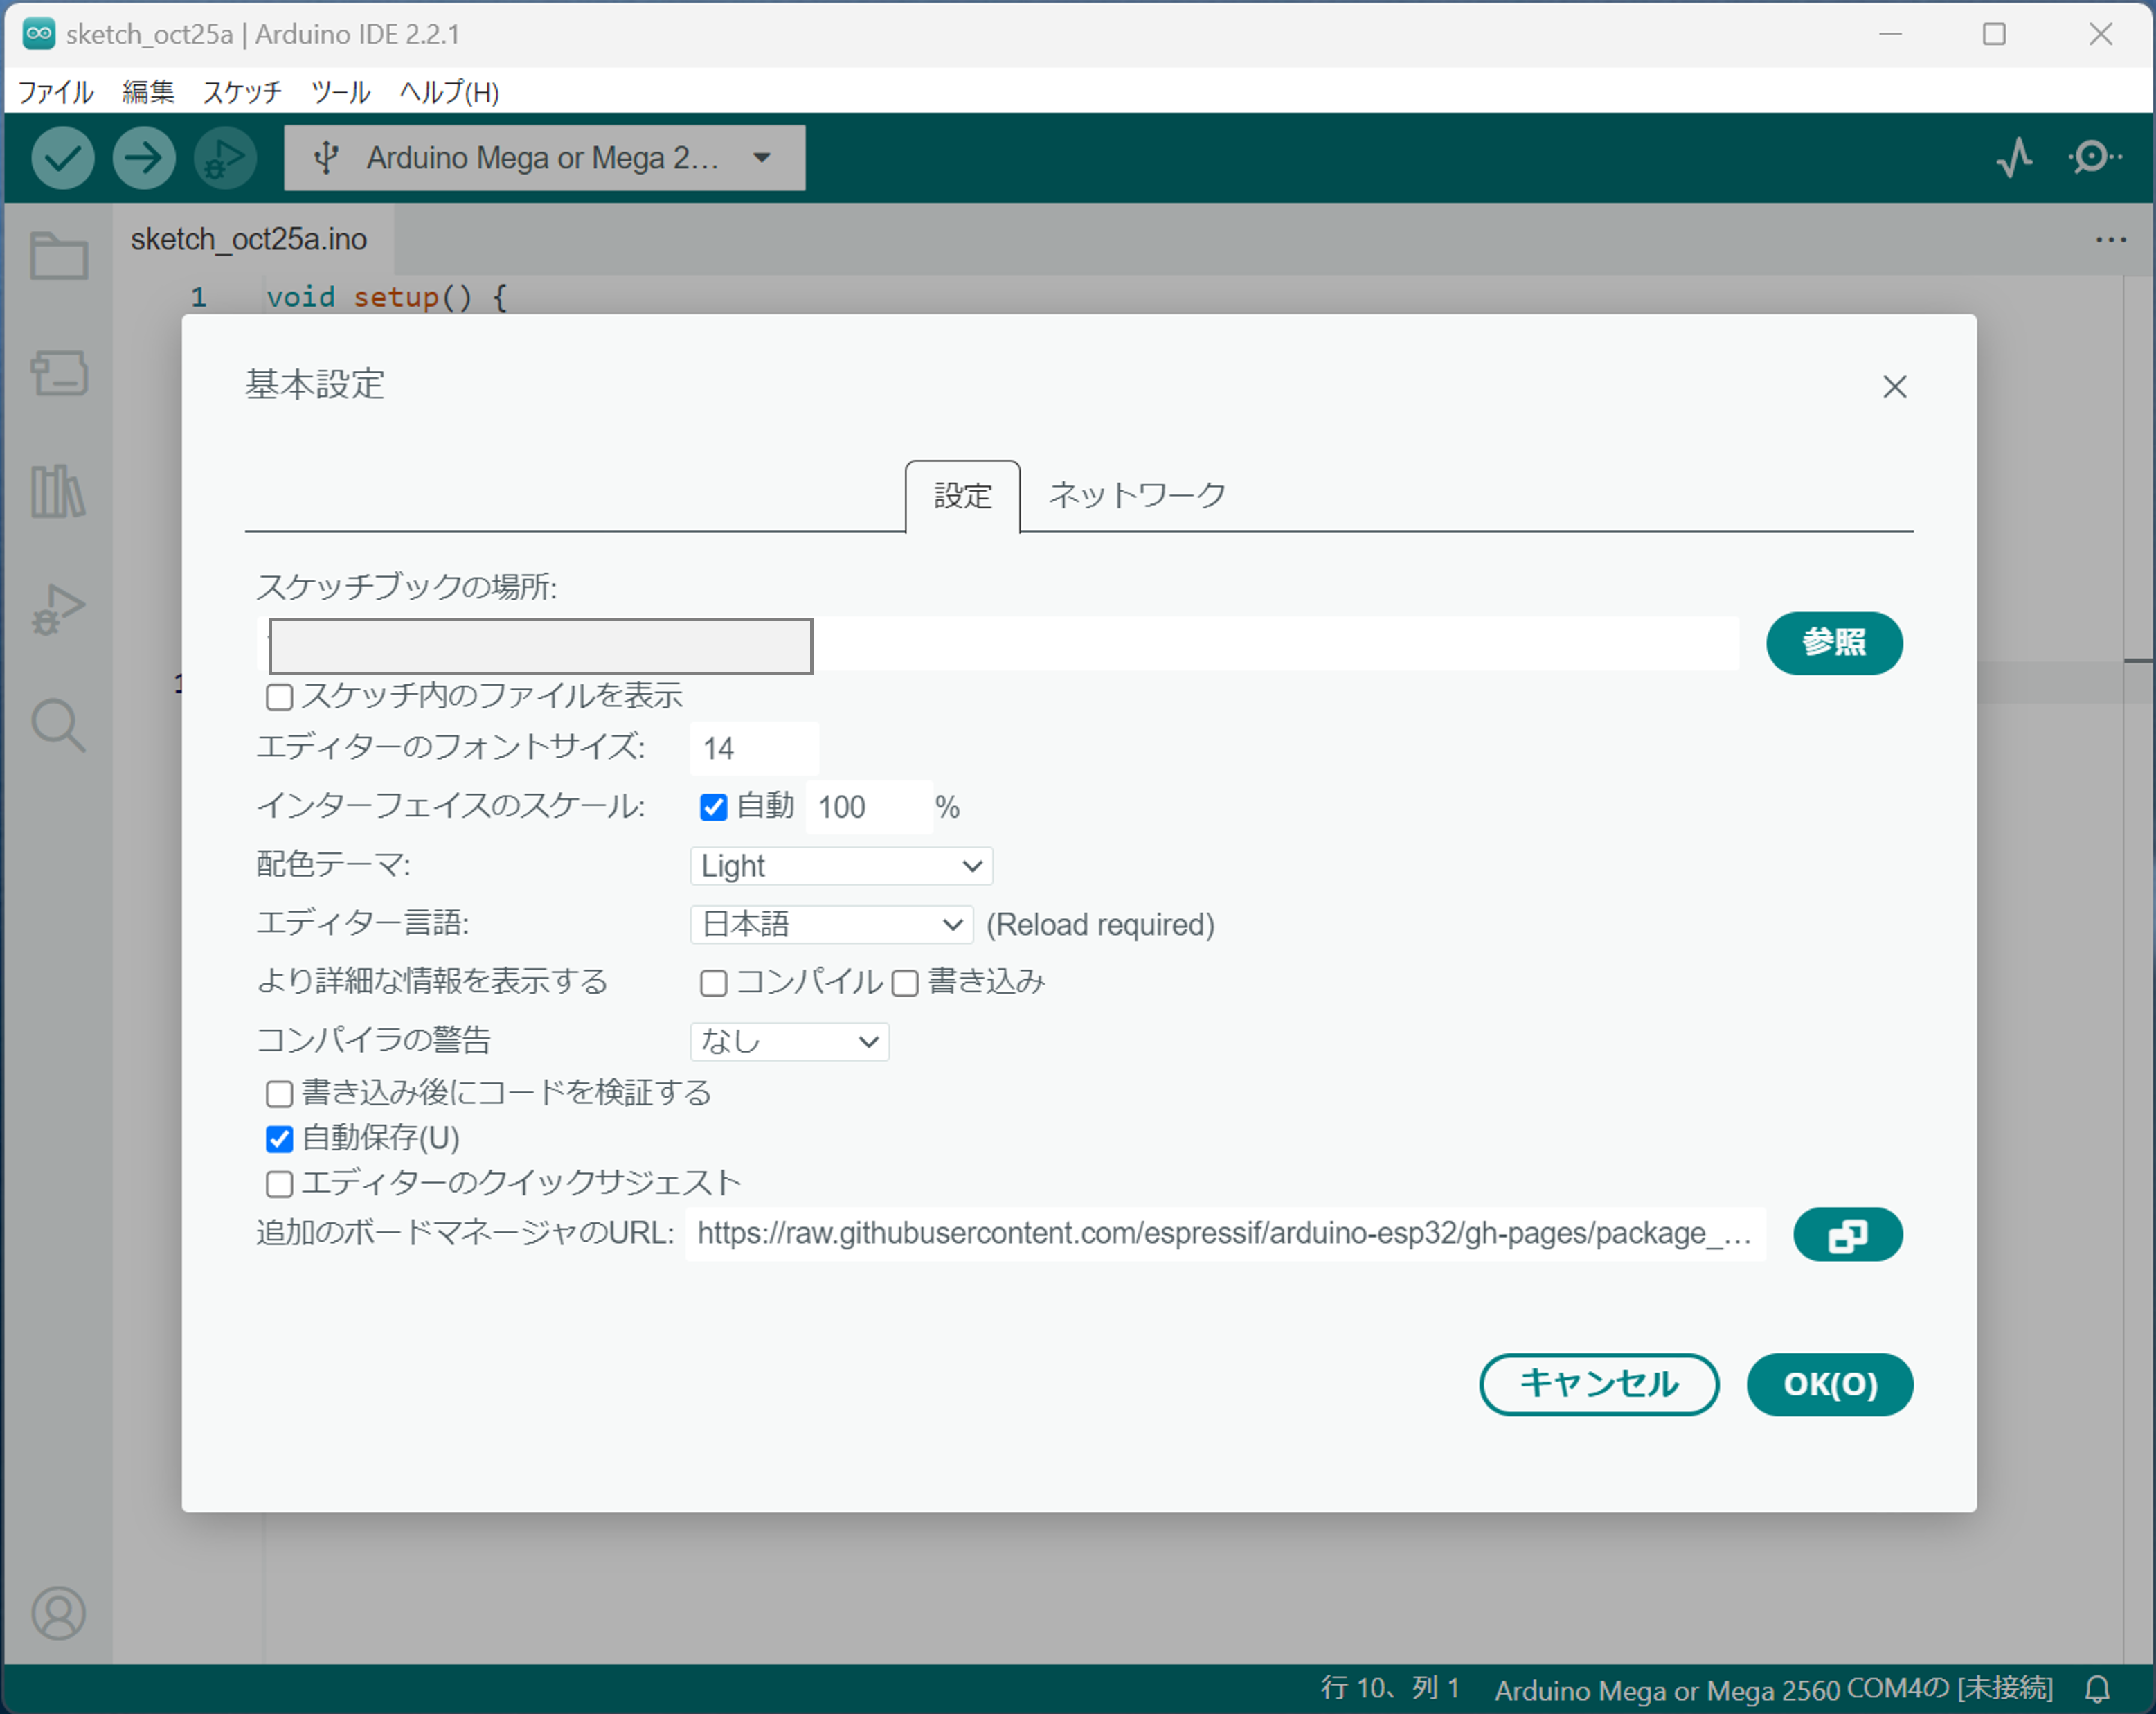 sketch_oct25a | Arduino IDE 2.2.1
ファイル 編集 スケッチ ツール ヘルプ(H)
Arduino Mega or Mega 2...
sketch_oct25a.ino
1 void setup() {
基本設定
設定 ネットワーク
スケッチブックの場所:
参照
スケッチ内のファイルを表示
エディターのフォントサイズ: 14
インターフェイスのスケール: 自動 100 %
配色テーマ: Light
エディター言語: 日本語 (Reload required)
より詳細な情報を表示する コンパイル 書き込み
コンパイラの警告 なし
書き込み後にコードを検証する
自動保存(U)
エディターのクイックサジェスト
追加のボードマネージャのURL: https://raw.githubusercontent.com/espressif/arduino-esp32/gh-pages/package_...
キャンセル OK(O)
行 10、列 1 Arduino Mega or Mega 2560 COM4の [未接続]